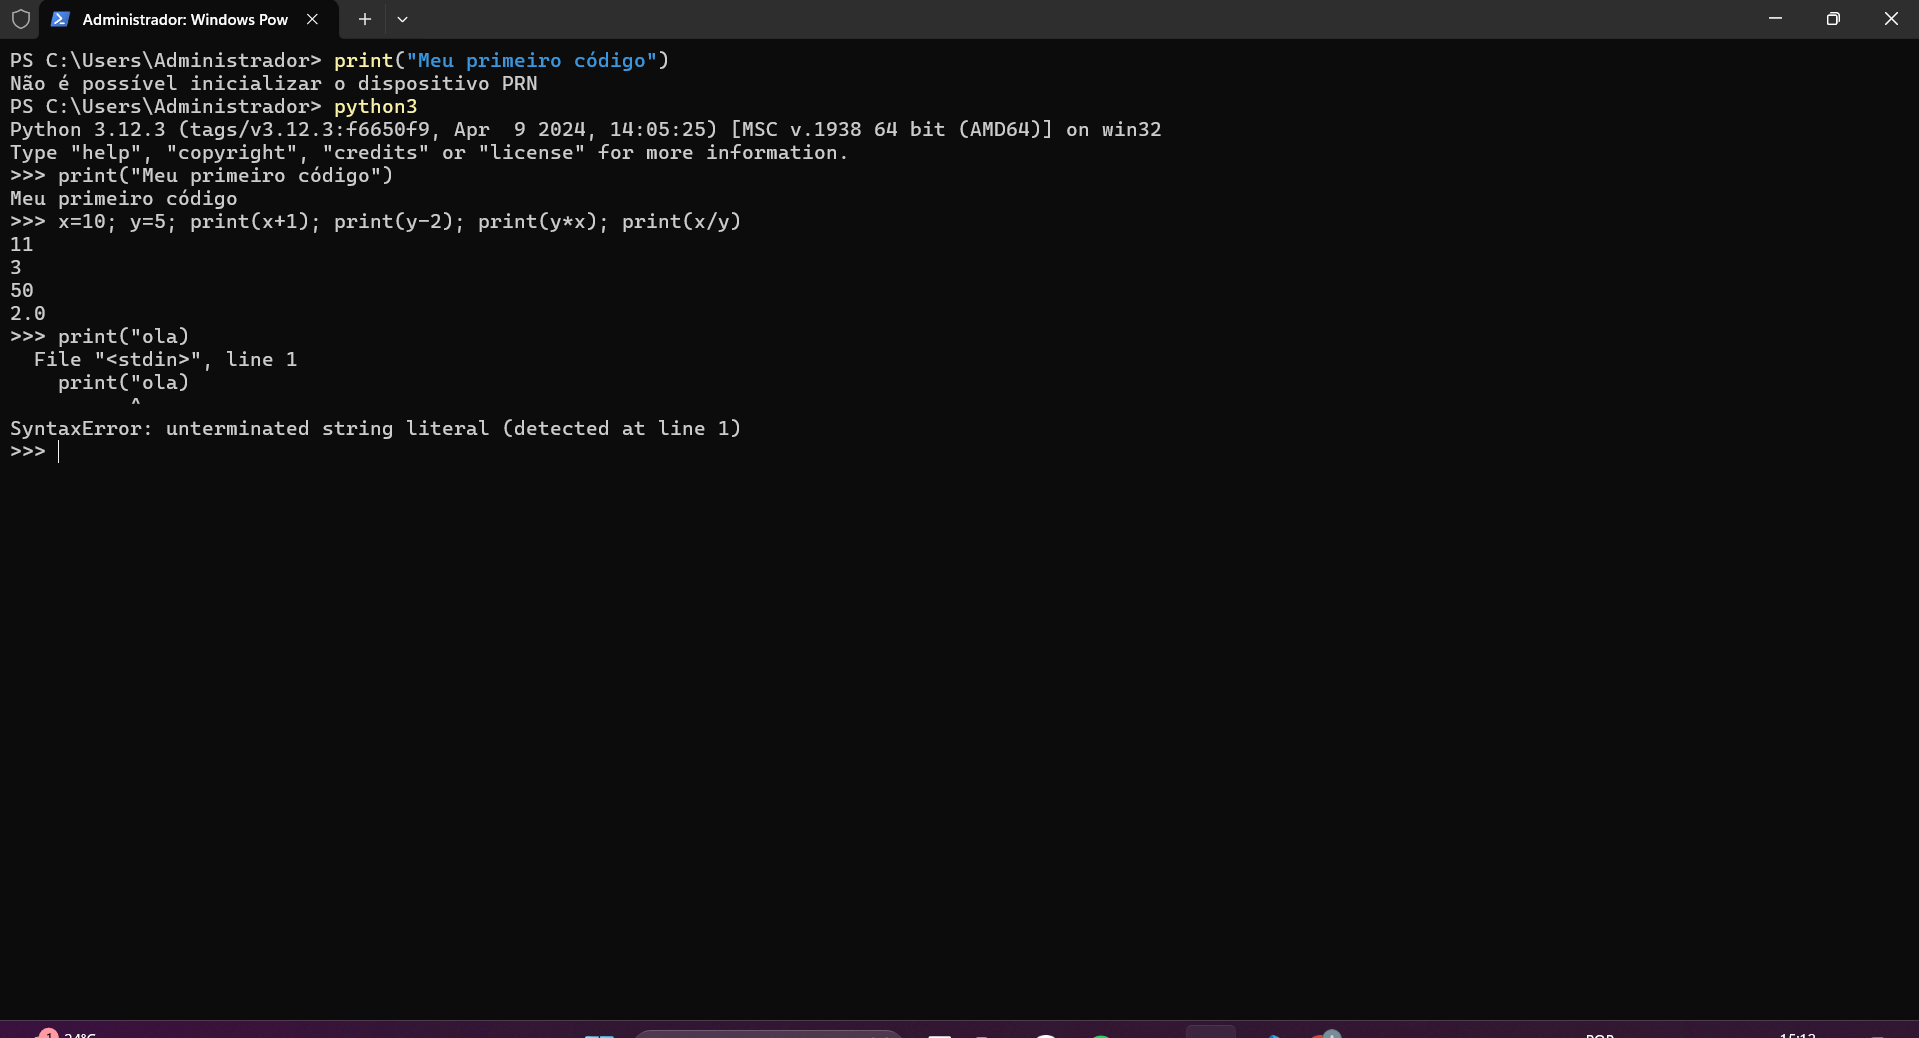 Administrador: Windows Pow
PS C:\Users\Administrador> print("Meu primeiro código")
Não é possível inicializar o dispositivo PRN
PS C:\Users\Administrador> python3
Python 3.12.3 (tags/v3.12.3:f6650f9, Apr  9 2024, 14:05:25) [MSC v.1938 64 bit (AMD64)] on win32
Type "help", "copyright", "credits" or "license" for more information.
>>> print("Meu primeiro código")
Meu primeiro código
>>> x=10; y=5; print(x+1); print(y-2); print(y*x); print(x/y)
11
3
50
2.0
>>> print("ola)
  File "<stdin>", line 1
    print("ola)
          ^
SyntaxError: unterminated string literal (detected at line 1)
>>>